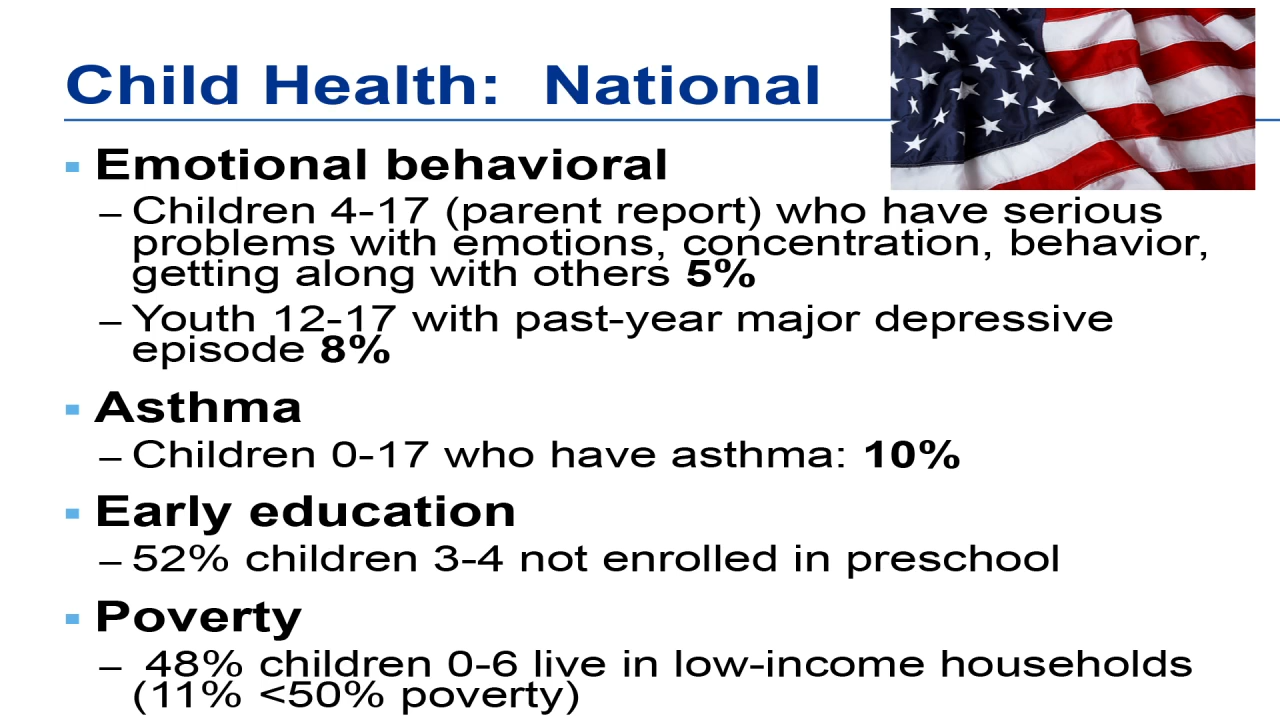 Child Health:  National
▪ Emotional behavioral
– Children 4-17 (parent report) who have serious
problems with emotions, concentration, behavior,
getting along with others 5%
– Youth 12-17 with past-year major depressive
episode 8%
▪ Asthma
– Children 0-17 who have asthma: 10%
▪ Early education
– 52% children 3-4 not enrolled in preschool
▪ Poverty
– 48% children 0-6 live in low-income households
(11% <50% poverty)